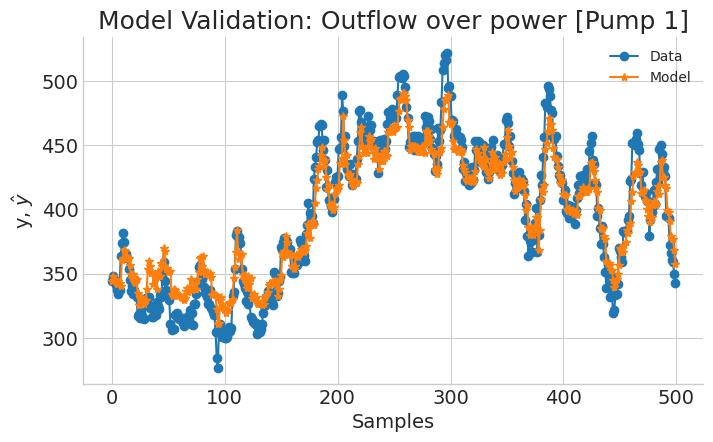 Model Validation: Outflow over power [Pump 1]
Data
Model
y, ŷ
500
450
400
350
300
0 100 200 300 400 500
Samples